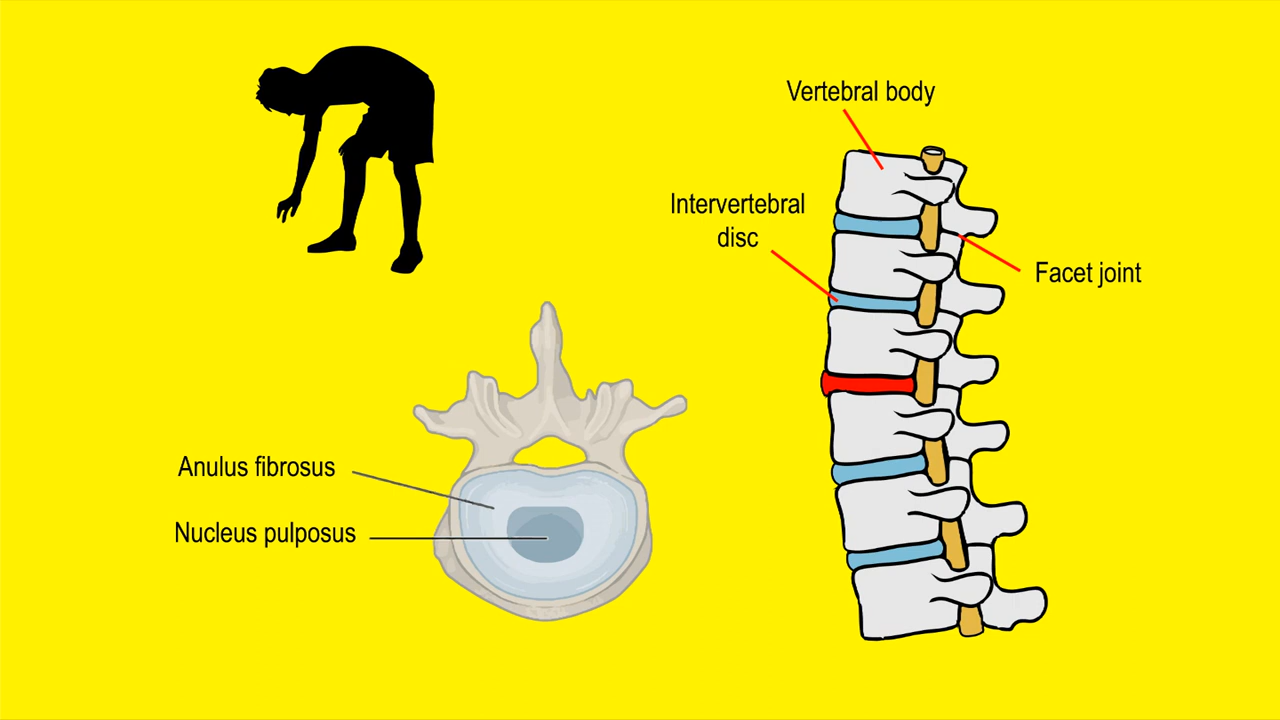 Vertebral body
Intervertebral
disc
Facet joint
Anulus fibrosus
Nucleus pulposus